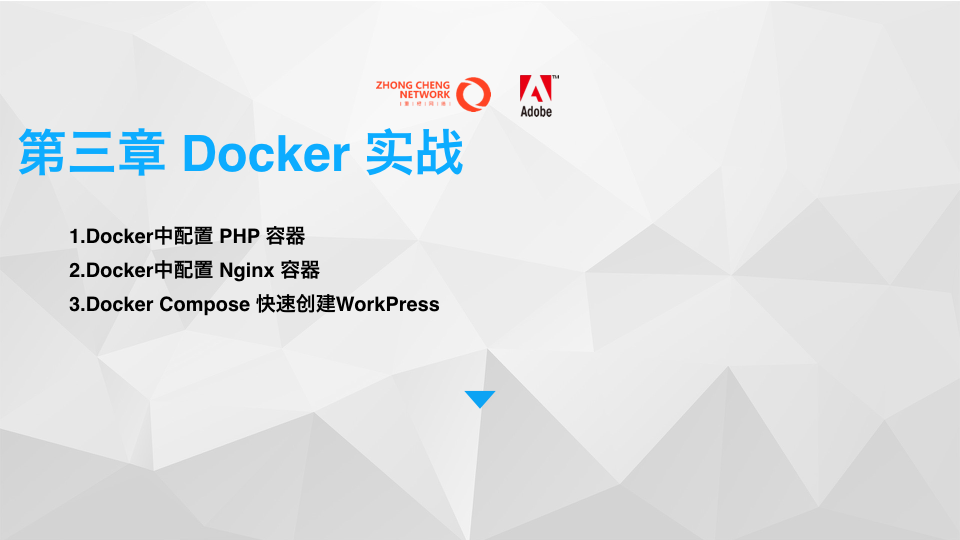 ZHONG CHENG
NETWORK
Adobe
TM
第三章 Docker 实战
1.Docker中配置 PHP 容器
2.Docker中配置 Nginx 容器
3.Docker Compose 快速创建WorkPress